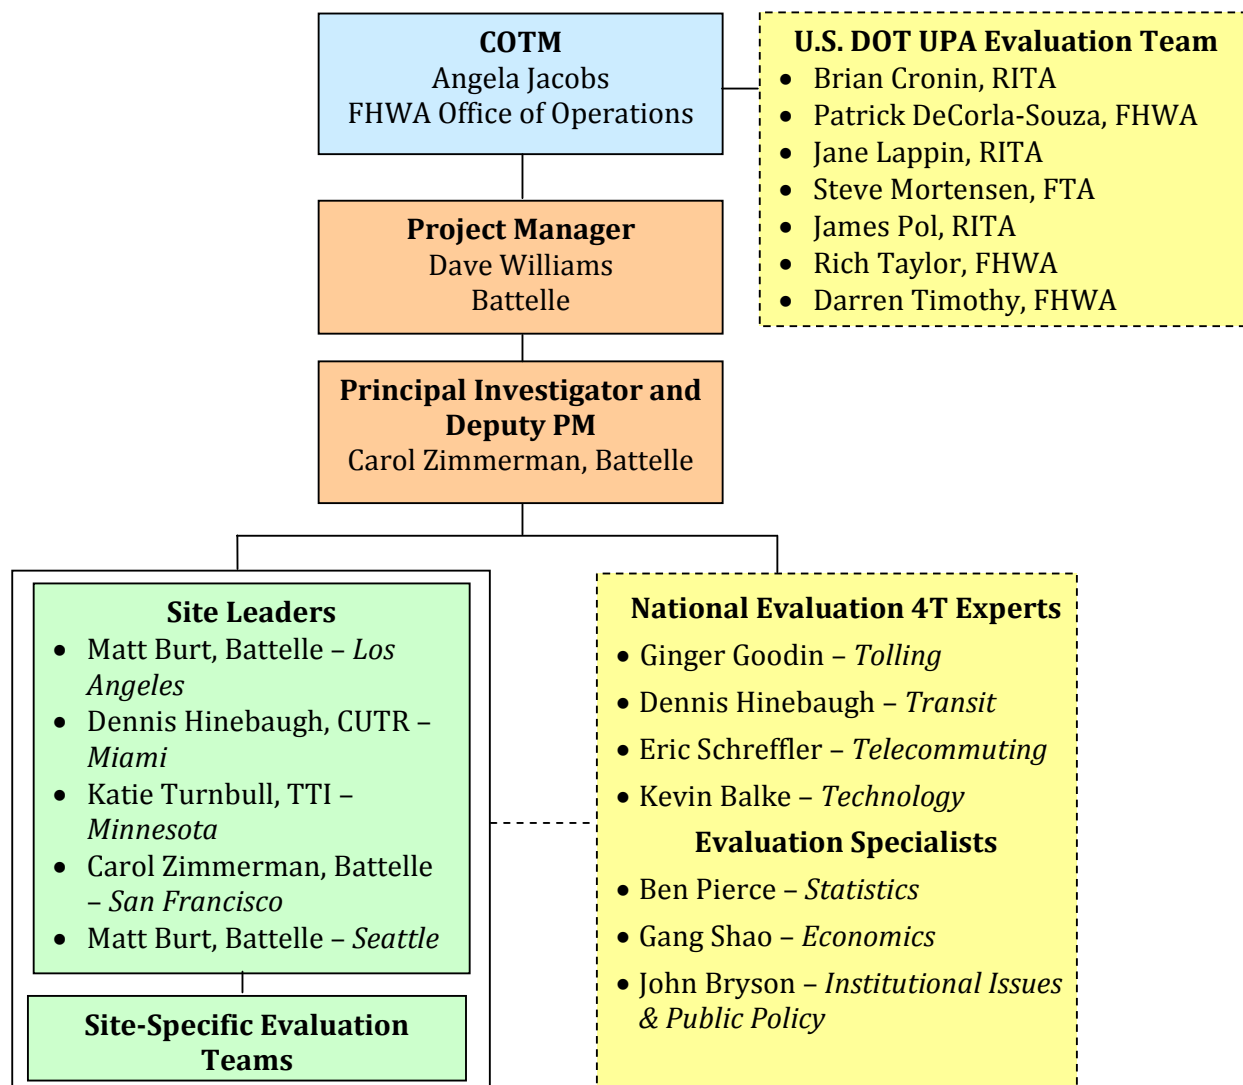 COTM
Angela Jacobs
FHWA Office of Operations
U.S. DOT UPA Evaluation Team
• Brian Cronin, RITA
• Patrick DeCorla-Souza, FHWA
• Jane Lappin, RITA
• Steve Mortensen, FTA
• James Pol, RITA
• Rich Taylor, FHWA
• Darren Timothy, FHWA
Project Manager
Dave Williams
Battelle
Principal Investigator and
Deputy PM
Carol Zimmerman, Battelle
Site Leaders
• Matt Burt, Battelle – Los
Angeles
• Dennis Hinebaugh, CUTR –
Miami
• Katie Turnbull, TTI –
Minnesota
• Carol Zimmerman, Battelle
– San Francisco
• Matt Burt, Battelle – Seattle
Site-Specific Evaluation
Teams
National Evaluation 4T Experts
• Ginger Goodin – Tolling
• Dennis Hinebaugh – Transit
• Eric Schreffler – Telecommuting
• Kevin Balke – Technology
Evaluation Specialists
• Ben Pierce – Statistics
• Gang Shao – Economics
• John Bryson – Institutional Issues
& Public Policy